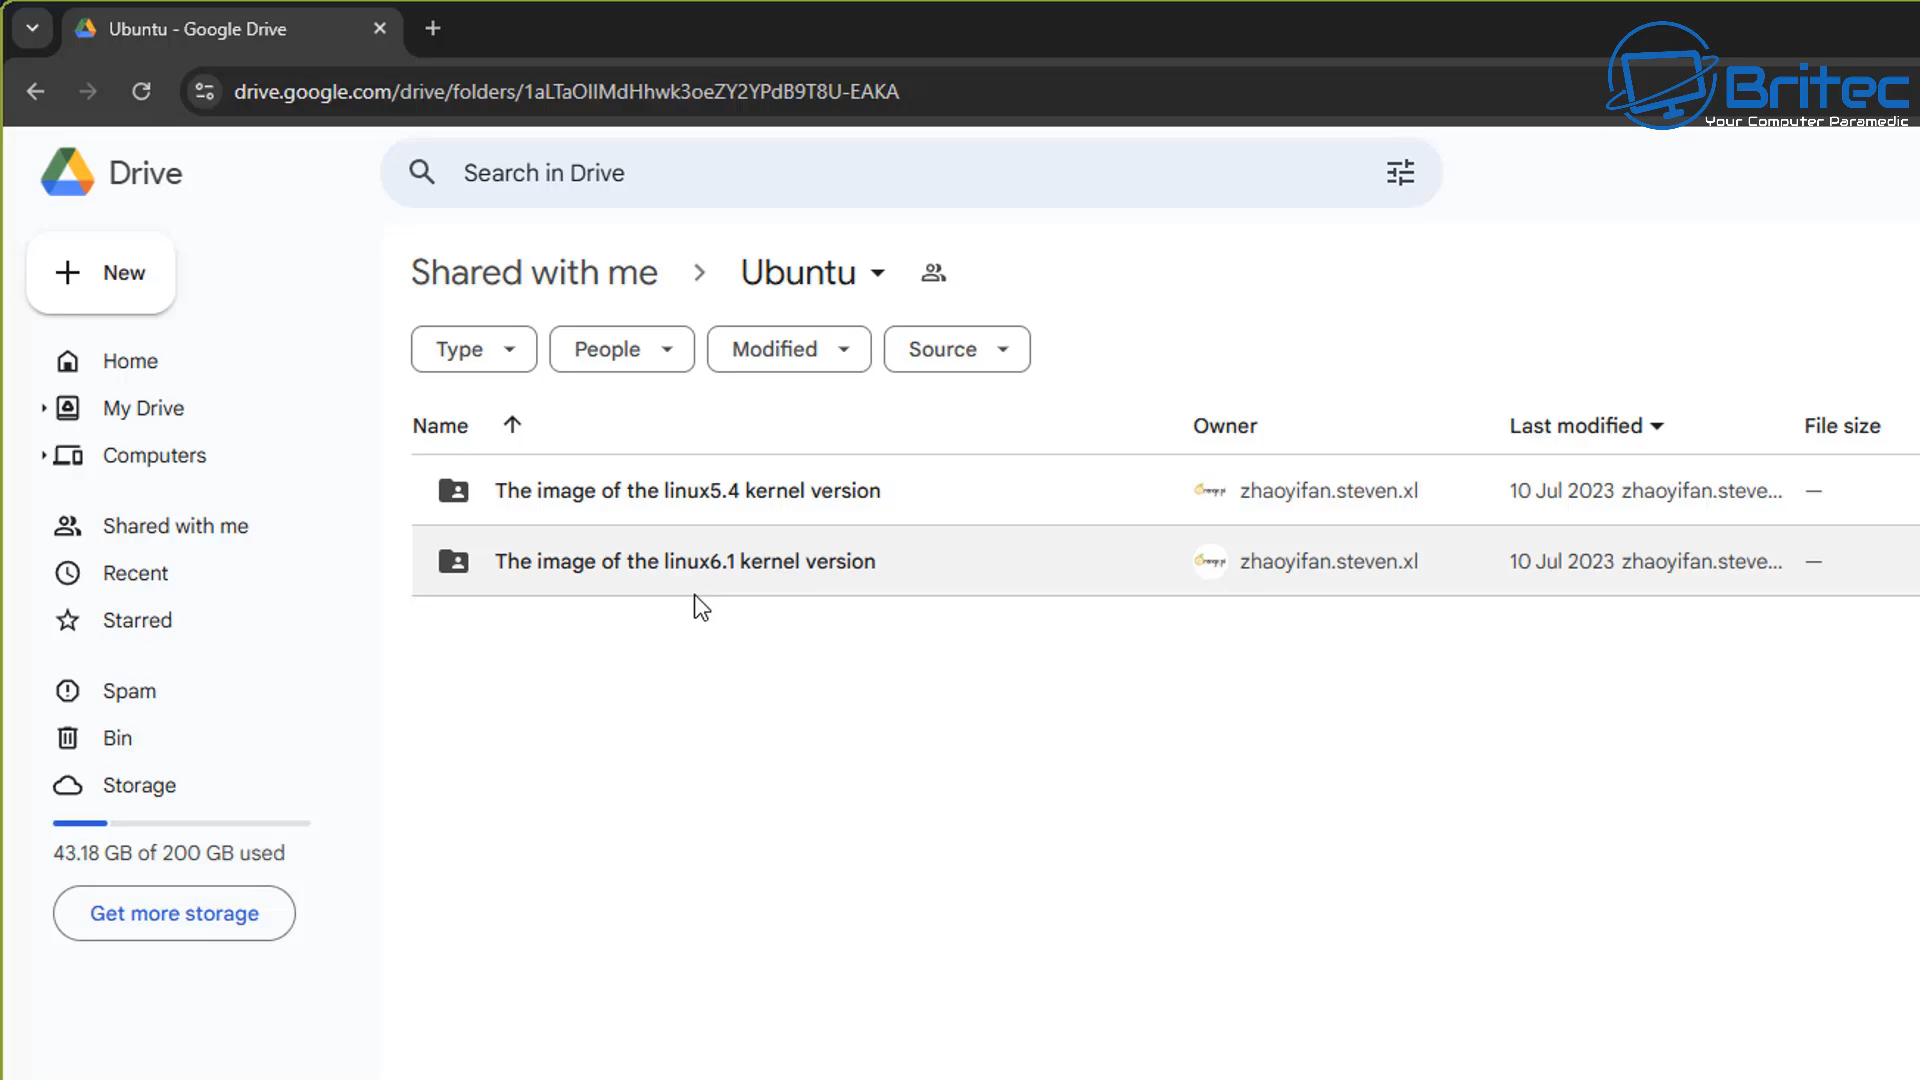 Ubuntu - Google Drive
drive.google.com/drive/folders/1aLTaOIlMdHhwk3oeZY2YPdB9T8U-EAKA
Britec
Your Computer Paramedic
Drive
Search in Drive
New
Shared with me > Ubuntu
Type People Modified Source
Home
My Drive
Computers
Shared with me
Recent
Starred
Spam
Bin
Storage
43.18 GB of 200 GB used
Get more storage
Name Owner Last modified File size
The image of the linux5.4 kernel version zhaoyifan.steven.xl 10 Jul 2023 zhaoyifan.steve... —
The image of the linux6.1 kernel version zhaoyifan.steven.xl 10 Jul 2023 zhaoyifan.steve... —